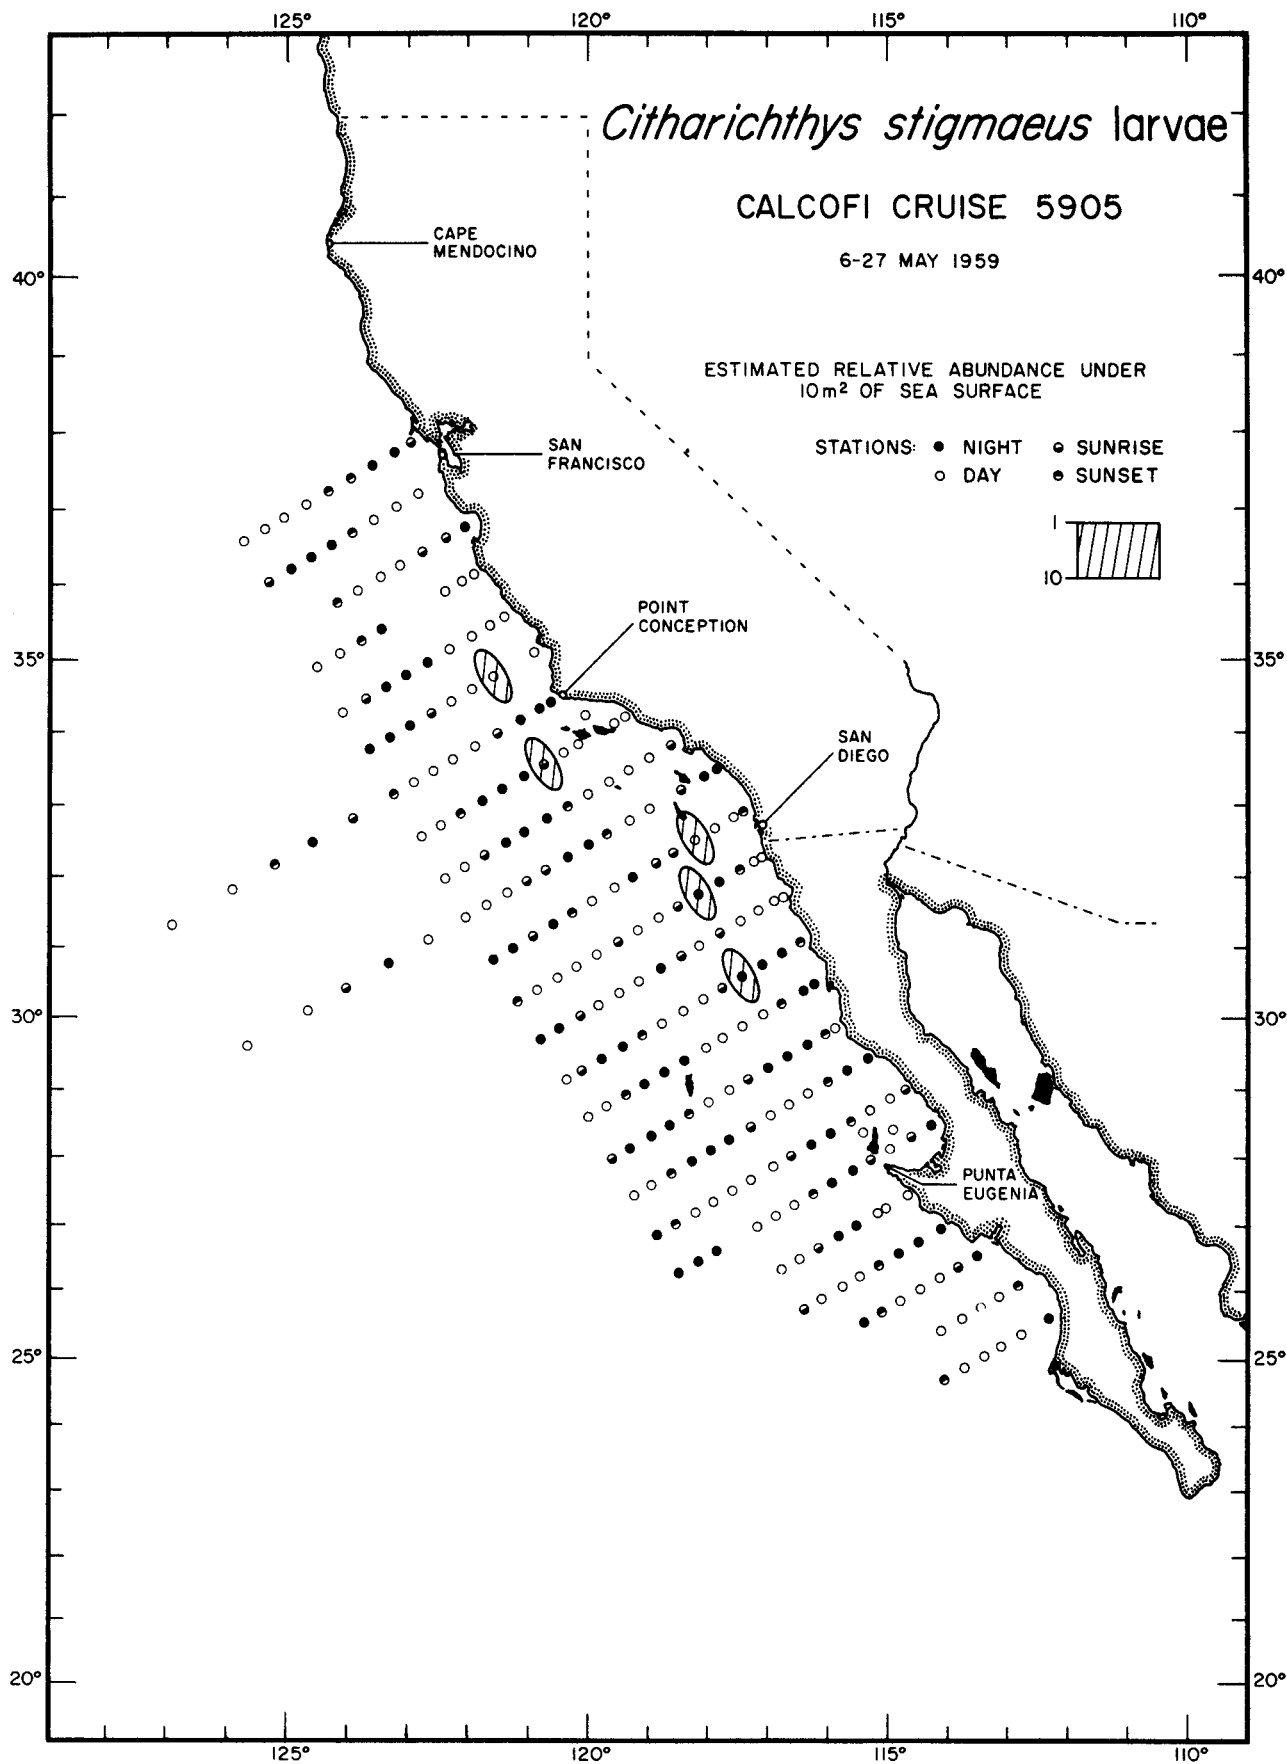 125° 120° 115° 110°
Citharichthys stigmaeus larvae
CALCOFI CRUISE 5905
6-27 MAY 1959
CAPE
MENDOCINO
40° 40°
ESTIMATED RELATIVE ABUNDANCE UNDER
10m² OF SEA SURFACE
STATIONS: NIGHT SUNRISE
DAY SUNSET
SAN
FRANCISCO
1
10
POINT
CONCEPTION
35° 35°
SAN
DIEGO
30° 30°
PUNTA
EUGENIA
25° 25°
20° 20°
125° 120° 115° 110°